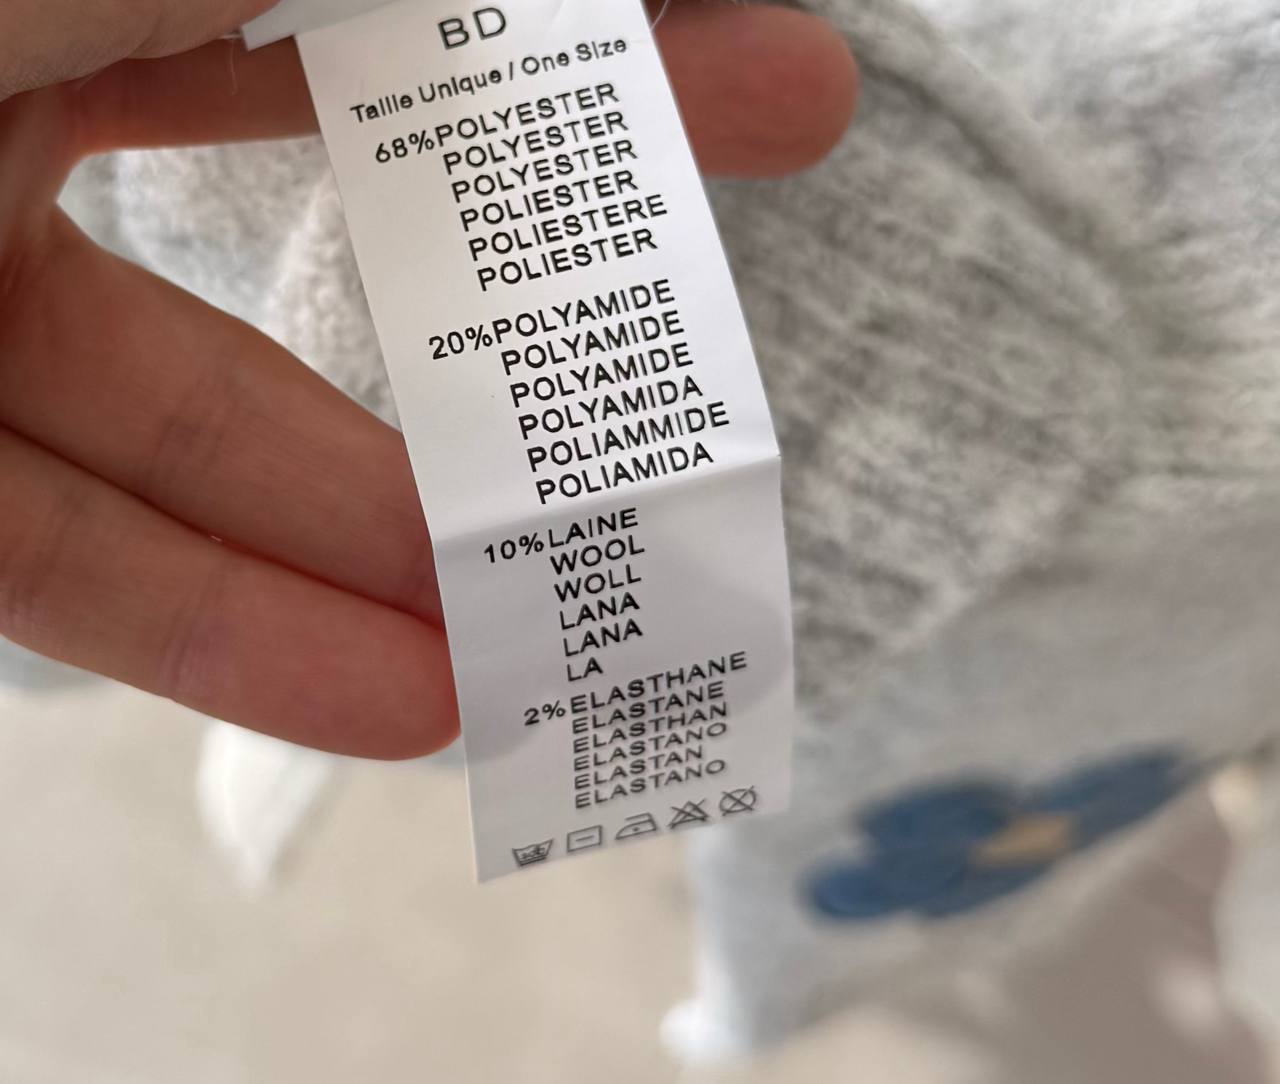 BD
Taille Unique / One Size
68%POLYESTER
POLYESTER
POLYESTER
POLIESTER
POLIESTERE
POLIESTER
20%POLYAMIDE
POLYAMIDE
POLYAMIDE
POLYAMIDA
POLIAMMIDE
POLIAMIDA
10%LAINE
WOOL
WOLL
LANA
LANA
LA
2%ELASTHANE
ELASTANE
ELASTHAN
ELASTANO
ELASTAN
ELASTANO